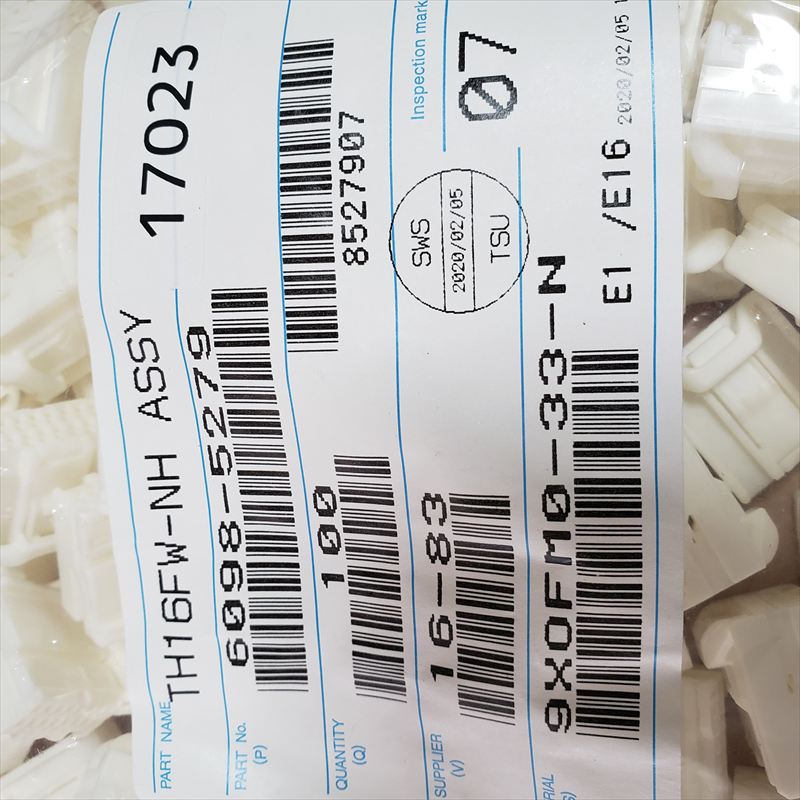 PART NAME TH16FW-NH ASSY 17023
PART No. (P) 6098-5279
8527907
QUANTITY (Q) 100
SUPPLIER (V) 16-83
SWS
2020/02/05
TSU
Inspection mark
07
9X0FM0-33-N
E1 /E16 2020/02/05